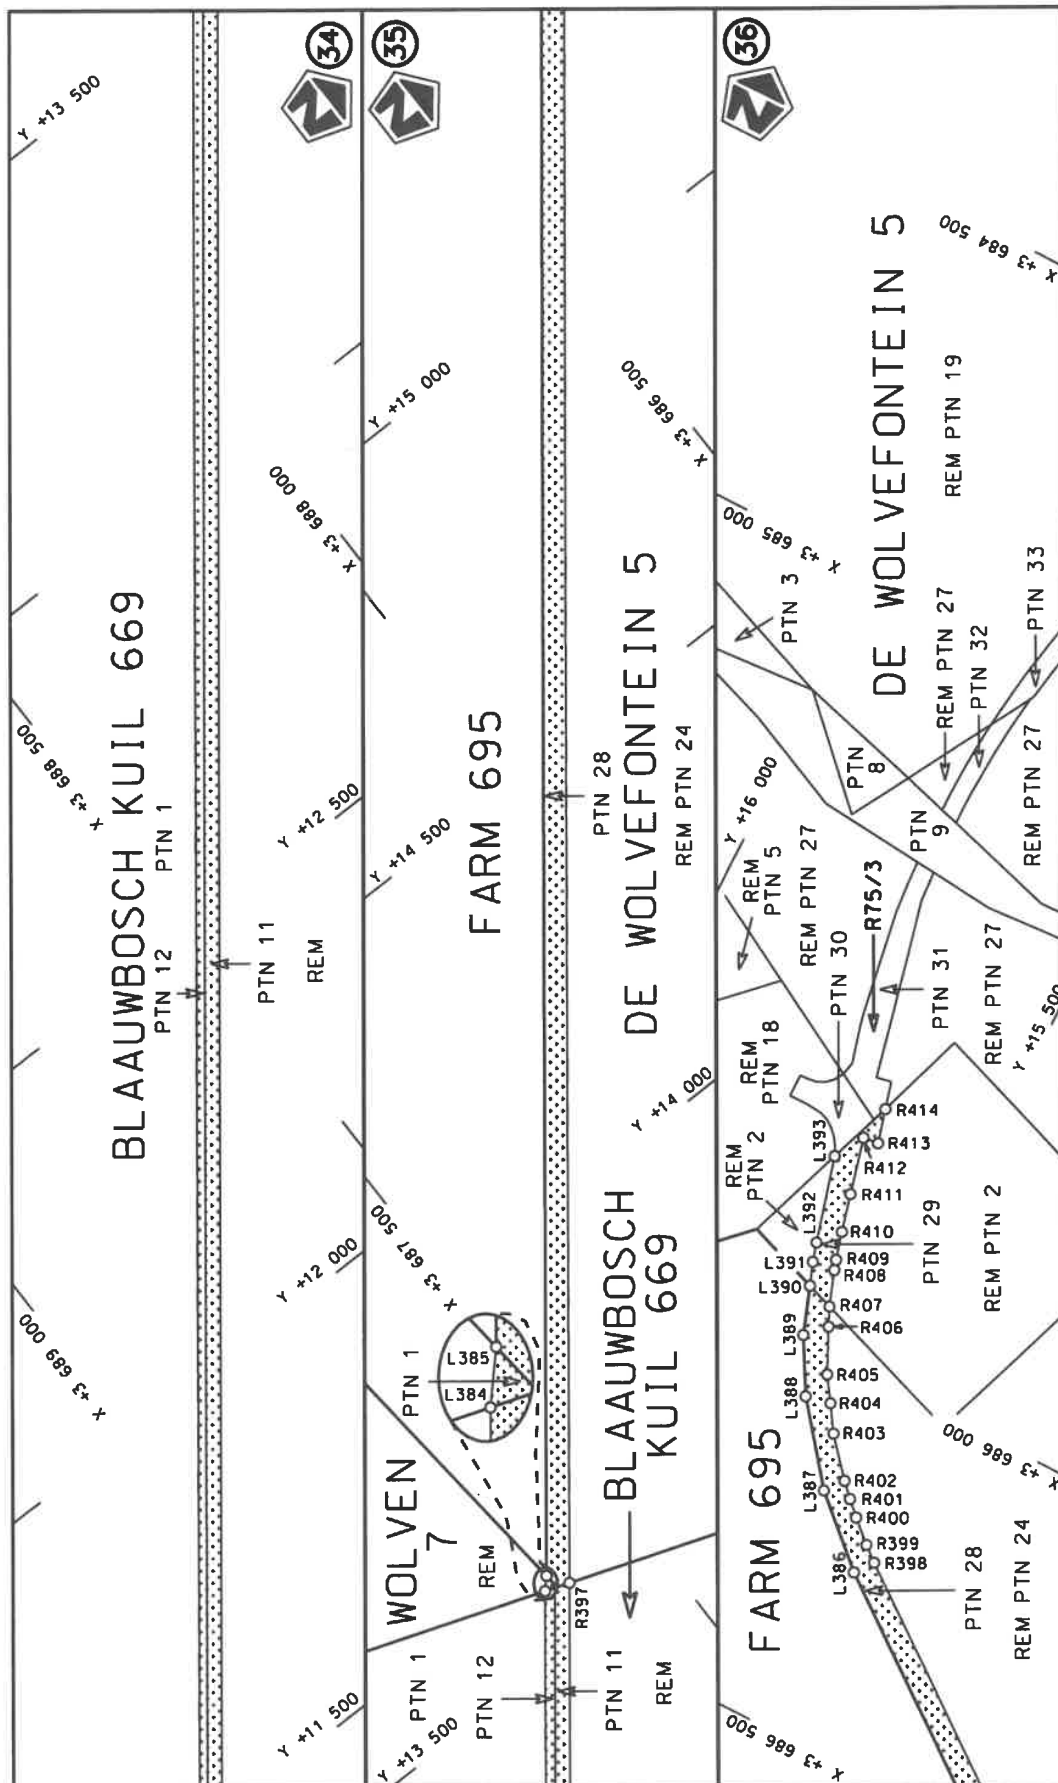 34
Y +13 500
X +3 688 500
X +3 689 000
BLAAUWBOSCH KUIL 669
PTN 12
PTN 1
PTN 11
REM
X +3 688 000
Y +12 500
Y +12 000
Y +11 500
35
Y +15 000
Y +14 500
X +3 687 500
FARM 695
WOLVEN
7
REM
PTN 1
L384
L385
PTN 1
PTN 12
Y +13 500
PTN 28
DE WOLVEFONTEIN 5
REM PTN 24
X +3 686 500
Y +14 000
BLAAUWBOSCH
KUIL 669
R397
PTN 11
REM
36
X +3 684 500
X +3 685 000
DE WOLVEFONTEIN 5
REM PTN 19
PTN 3
PTN
8
REM PTN 27
PTN 32
PTN 33
REM PTN 27
PTN
9
Y +16 000
REM
PTN 5
REM PTN 27
PTN 30
R75/3
PTN 31
REM PTN 27
Y +15 500
REM
PTN 18
REM
PTN 2
L386
L387
L388
L389
L390
L391
L392
L393
R398
R399
R400
R401
R402
R403
R404
R405
R406
R407
R408
R409
R410
R411
R412
R413
R414
PTN 29
REM PTN 2
FARM 695
X +3 686 000
X +3 686 500
PTN 28
REM PTN 24